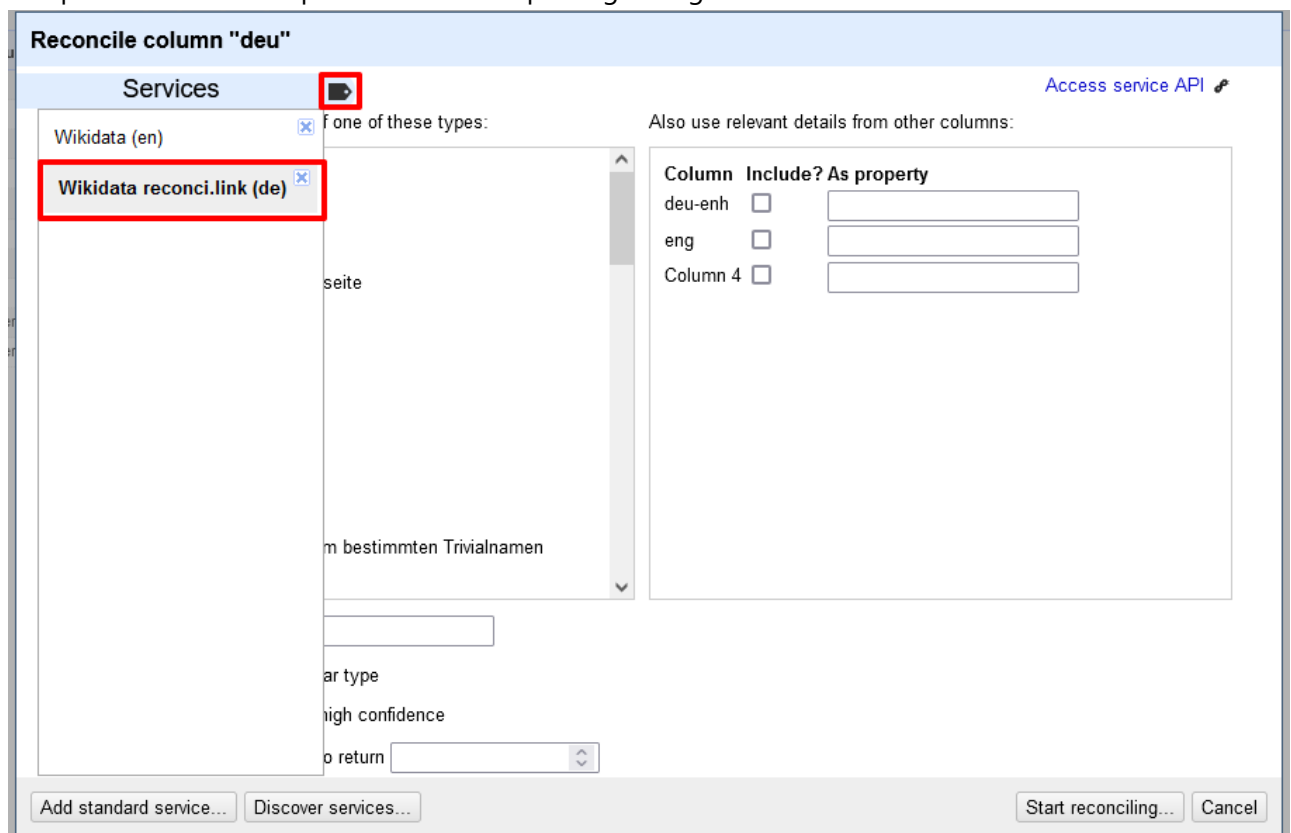 Reconcile column "deu"
Services
Access service API
Wikidata (en)
Wikidata reconci.link (de)
f one of these types:
seite
m bestimmten Trivialnamen
ar type
high confidence
o return
Also use relevant details from other columns:
Column Include? As property
deu-enh
eng
Column 4
Add standard service... Discover services... Start reconciling... Cancel